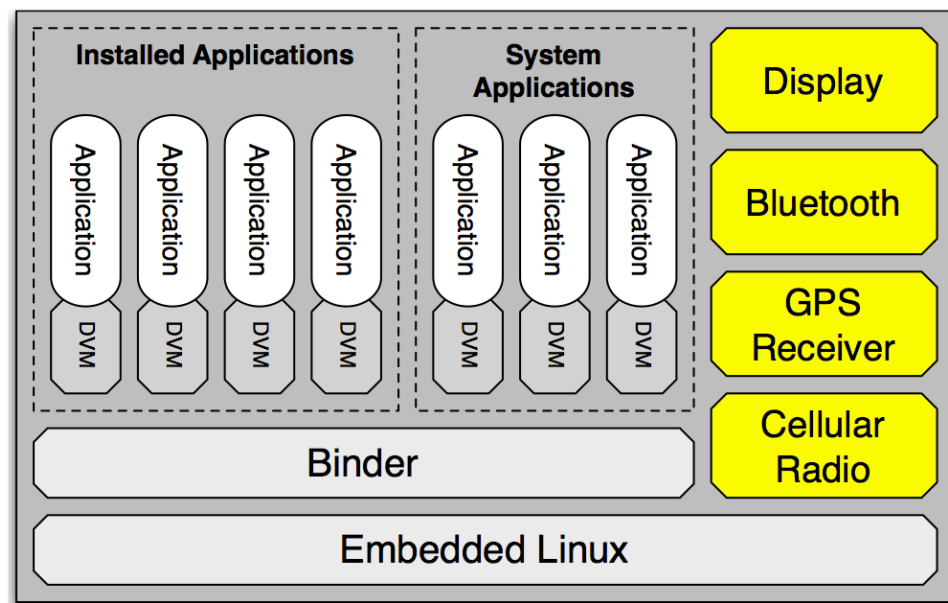 Installed Applications
System
Applications
Application
Application
Application
Application
Application
Application
Application
DVM
DVM
DVM
DVM
DVM
DVM
DVM
Display
Bluetooth
GPS
Receiver
Cellular
Radio
Binder
Embedded Linux